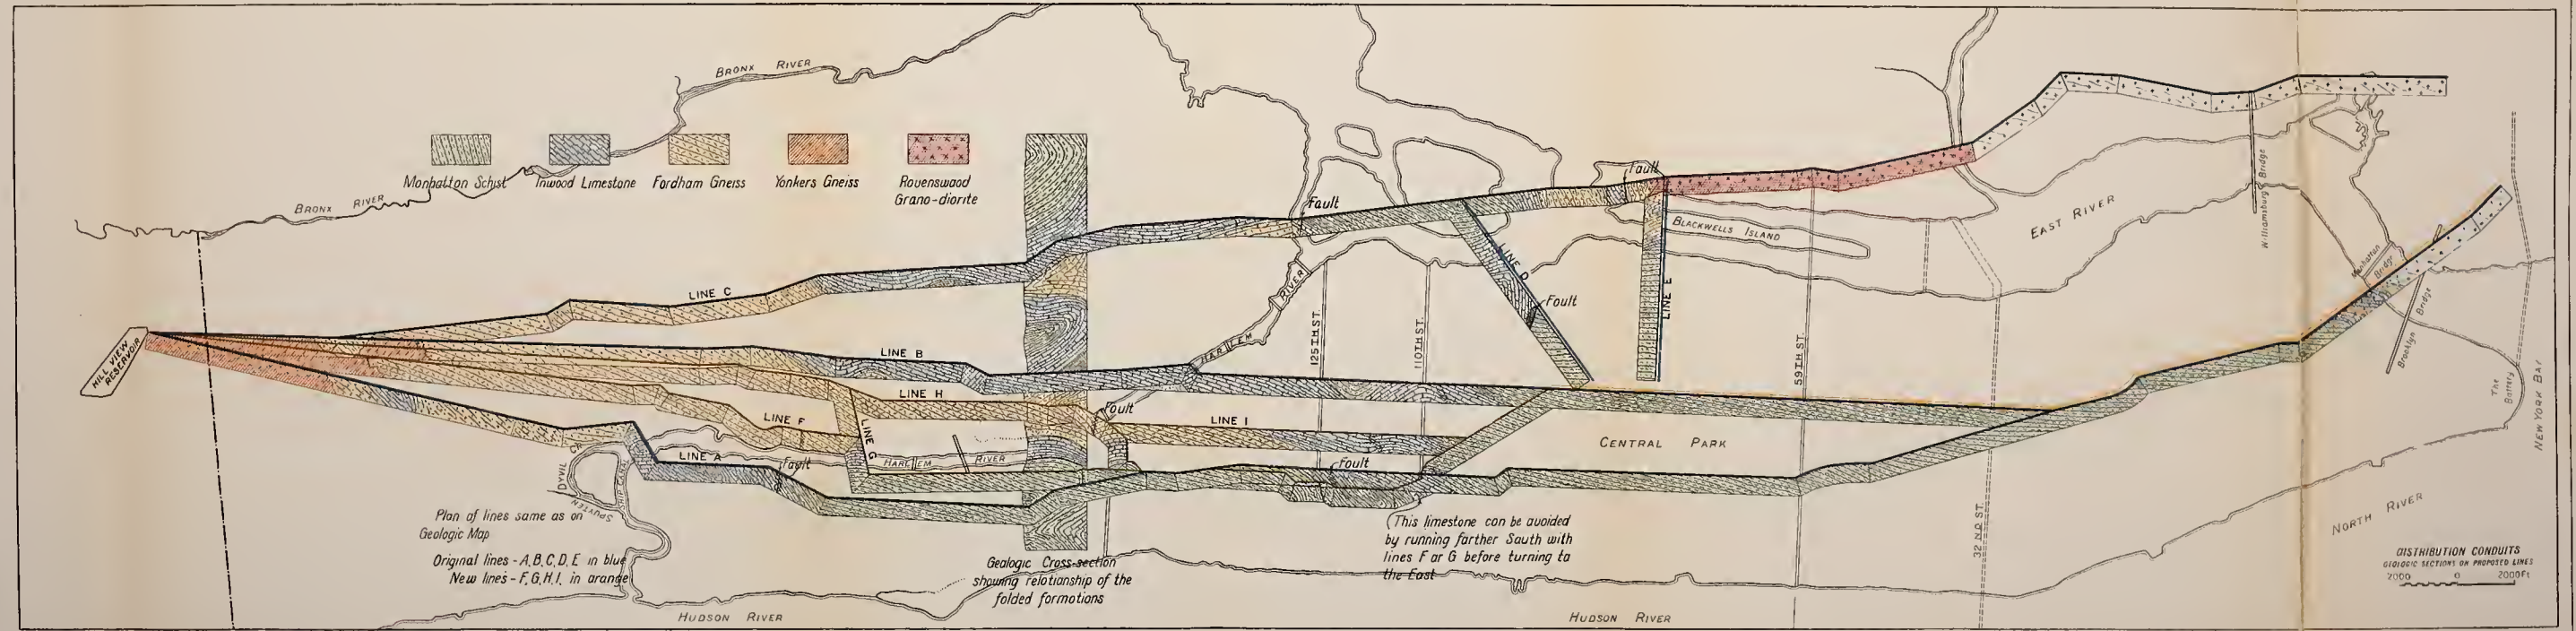 BRONX RIVER
BRONX RIVER
Manhattan Schist
Inwood Limestone
Fordham Gneiss
Yonkers Gneiss
Ravenswood
Grano-diorite
HILL VIEW
RESERVOIR
LINE C
LINE B
LINE H
LINE F
LINE G
LINE A
LINE I
LINE D
LINE E
Fault
Fault
Fault
Fault
Fault
Fault
HARLEM RIVER
HARLEM RIVER
125TH ST.
110TH ST.
59TH ST.
32ND ST.
BLACKWELLS ISLAND
EAST RIVER
Williamsburg Bridge
Manhattan
Bridge
Brooklyn Bridge
The
Battery
NEW YORK BAY
CENTRAL PARK
SPUYTEN DUYVIL CR.
SHIP CANAL
Plan of lines same as on
Geologic Map
Original lines - A,B,C,D,E in blue
New lines - F,G,H,I, in orange
Geologic Cross-section
showing relationship of the
folded formations
(This limestone can be avoided
by running farther South with
lines F or G before turning to
the East
NORTH RIVER
HUDSON RIVER
HUDSON RIVER
DISTRIBUTION CONDUITS
GEOLOGIC SECTIONS ON PROPOSED LINES
2000 0 2000Ft